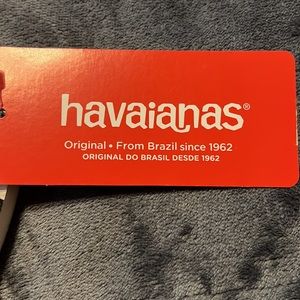 havaianas®
Original • From Brazil since 1962
ORIGINAL DO BRASIL DESDE 1962